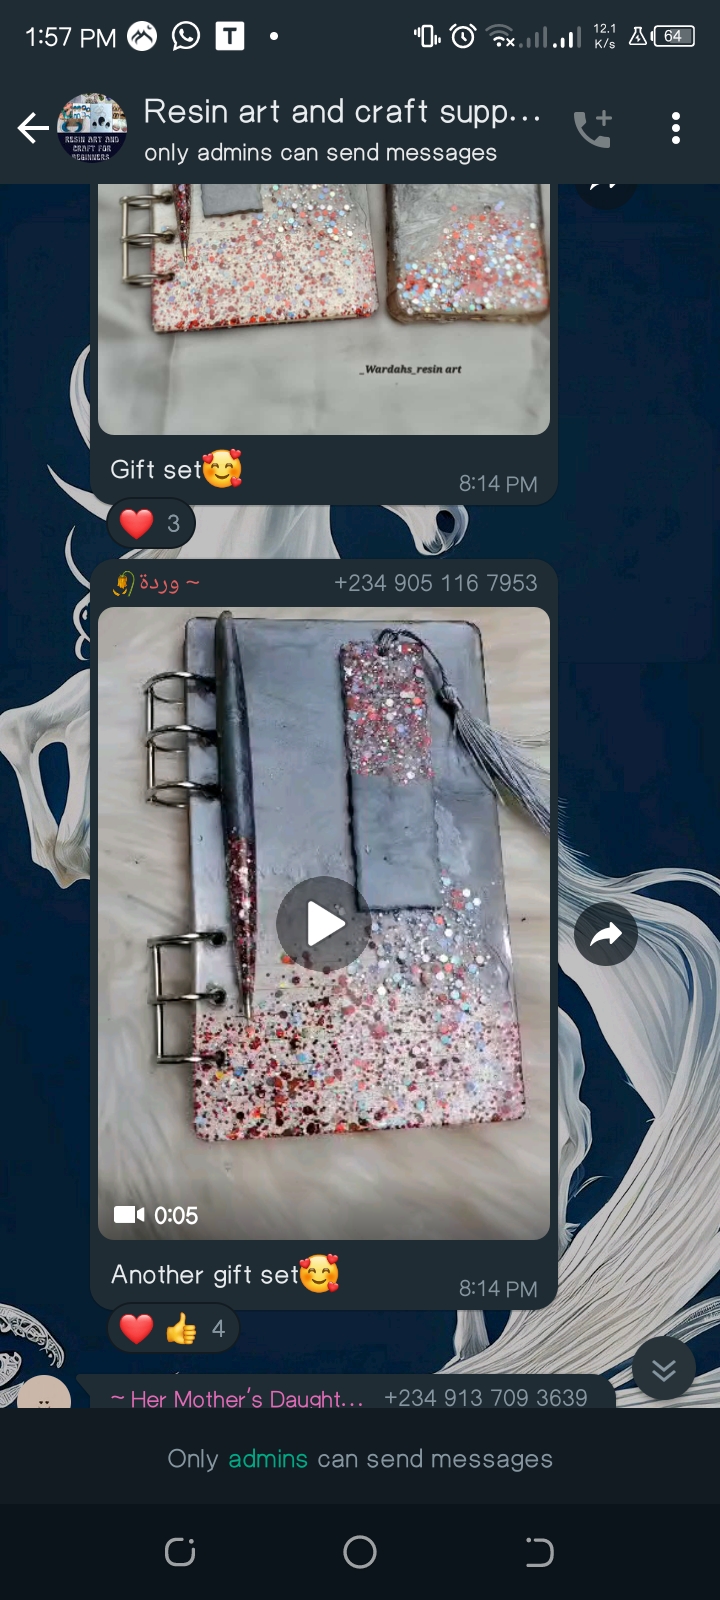 1:57 PM
T
12.1
K/s
64
Resin art and craft supp...
only admins can send messages
RESIN ART AND
CRAFT FOR
BEGINNERS
_Wardahs_resin art
Gift set🥰
8:14 PM
❤️ 3
🥀وردة ~ +234 905 116 7953
0:05
Another gift set🥰
8:14 PM
❤️ 👍 4
~ Her Mother's Daught... +234 913 709 3639
Only admins can send messages